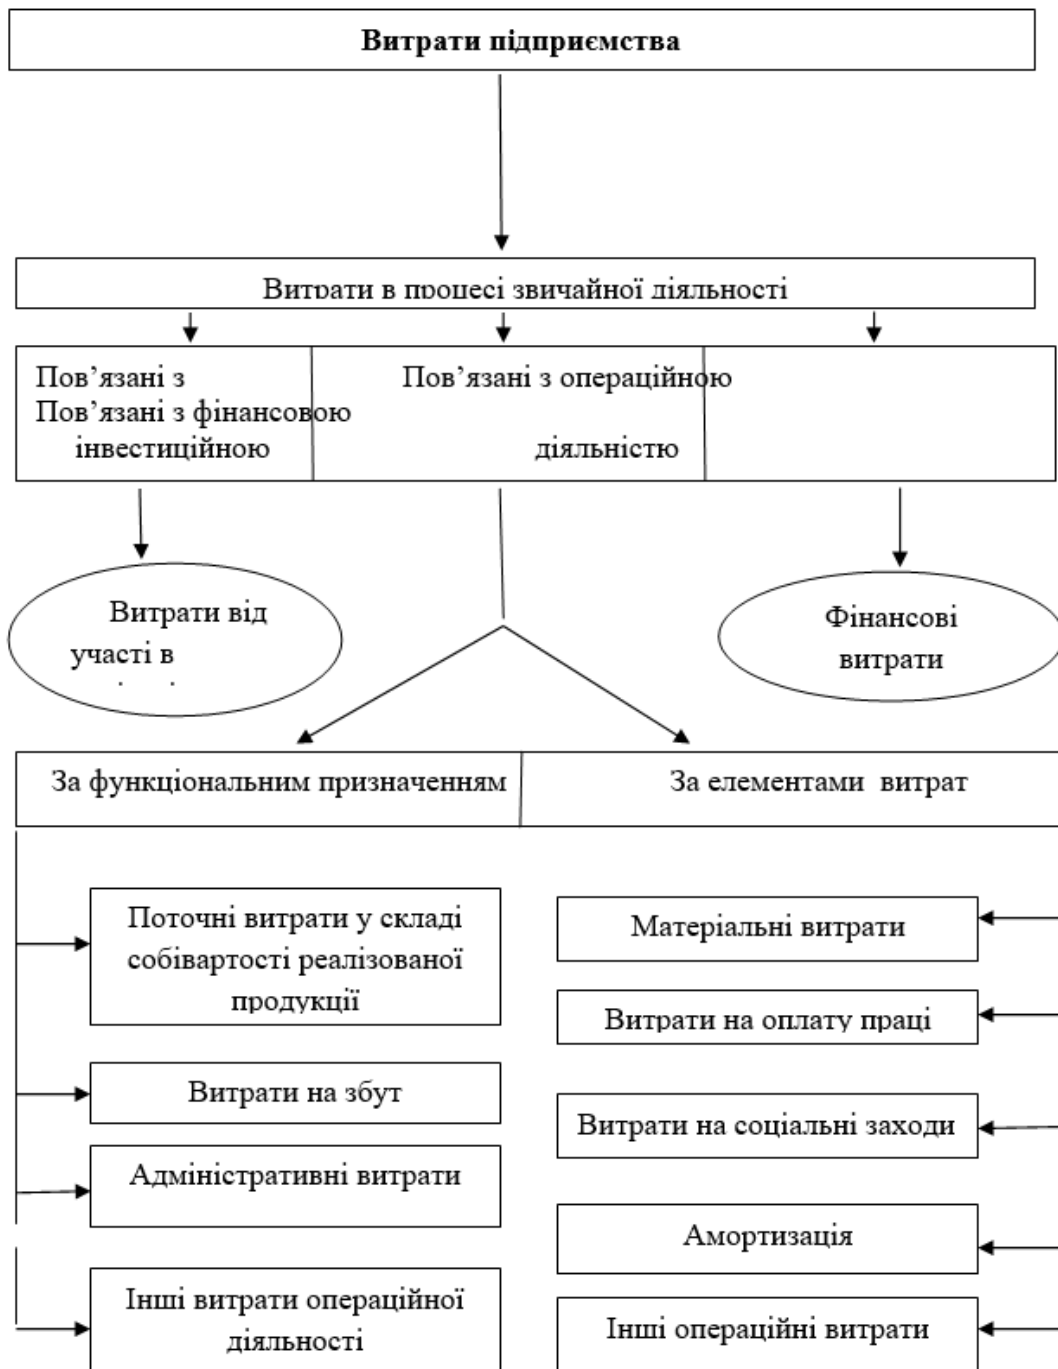 Витрати підприємства
Витрати в процесі звичайної діяльності
Пов’язані з Пов’язані з операційною
Пов’язані з фінансовою
інвестиційною діяльністю
Витрати від
участі в
Фінансові
витрати
За функціональним призначенням
За елементами витрат
Поточні витрати у складі
собівартості реалізованої
продукції
Витрати на збут
Адміністративні витрати
Інші витрати операційної
діяльності
Матеріальні витрати
Витрати на оплату праці
Витрати на соціальні заходи
Амортизація
Інші операційні витрати